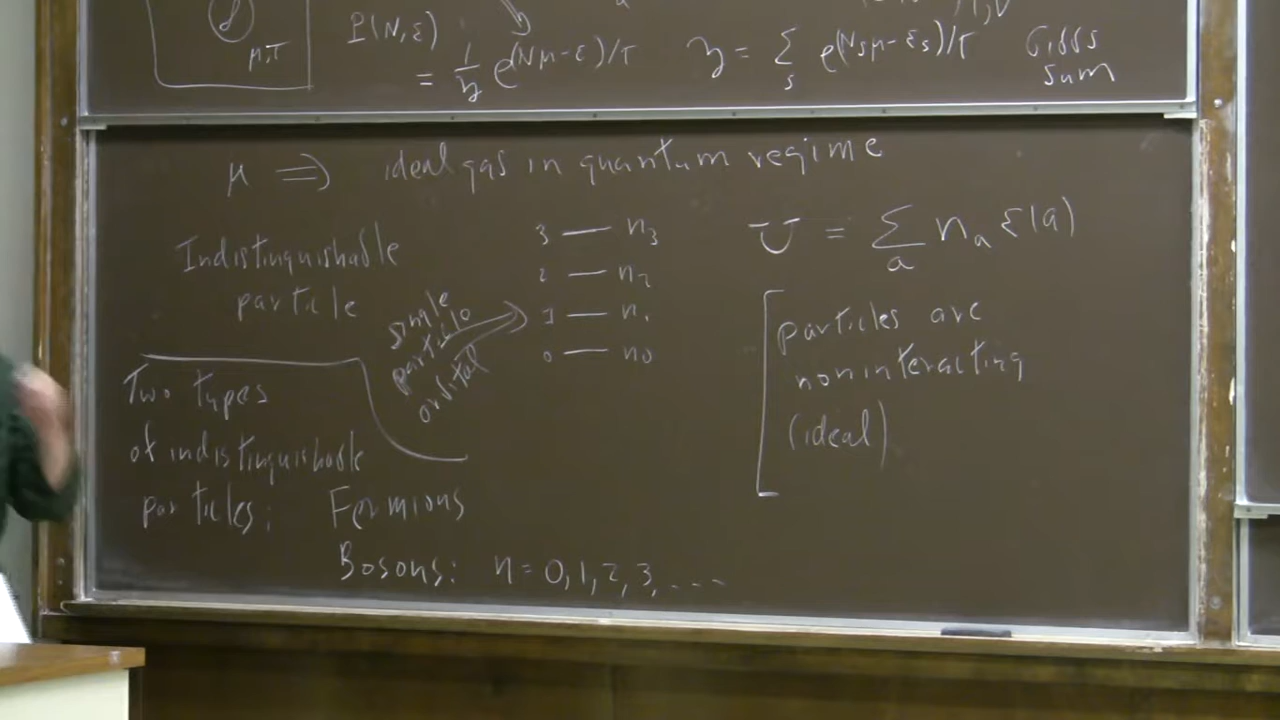 μ,T
P(N,ε)
= 1/𝒵 e^(Nμ-ε)/τ
𝒵 = Σ_s e^(N_sμ-ε_s)/τ
Gibbs
sum
μ ⇒ ideal gas in quantum regime
Indistinguishable
particle
single
particle
orbital
3 — n₃
2 — n₂
1 — n₁
0 — n₀
U = Σ_a n_a ε(a)
particles are
noninteracting
(ideal)
Two types
of indistinguishable
particles: Fermions
Bosons: n = 0, 1, 2, 3, ....